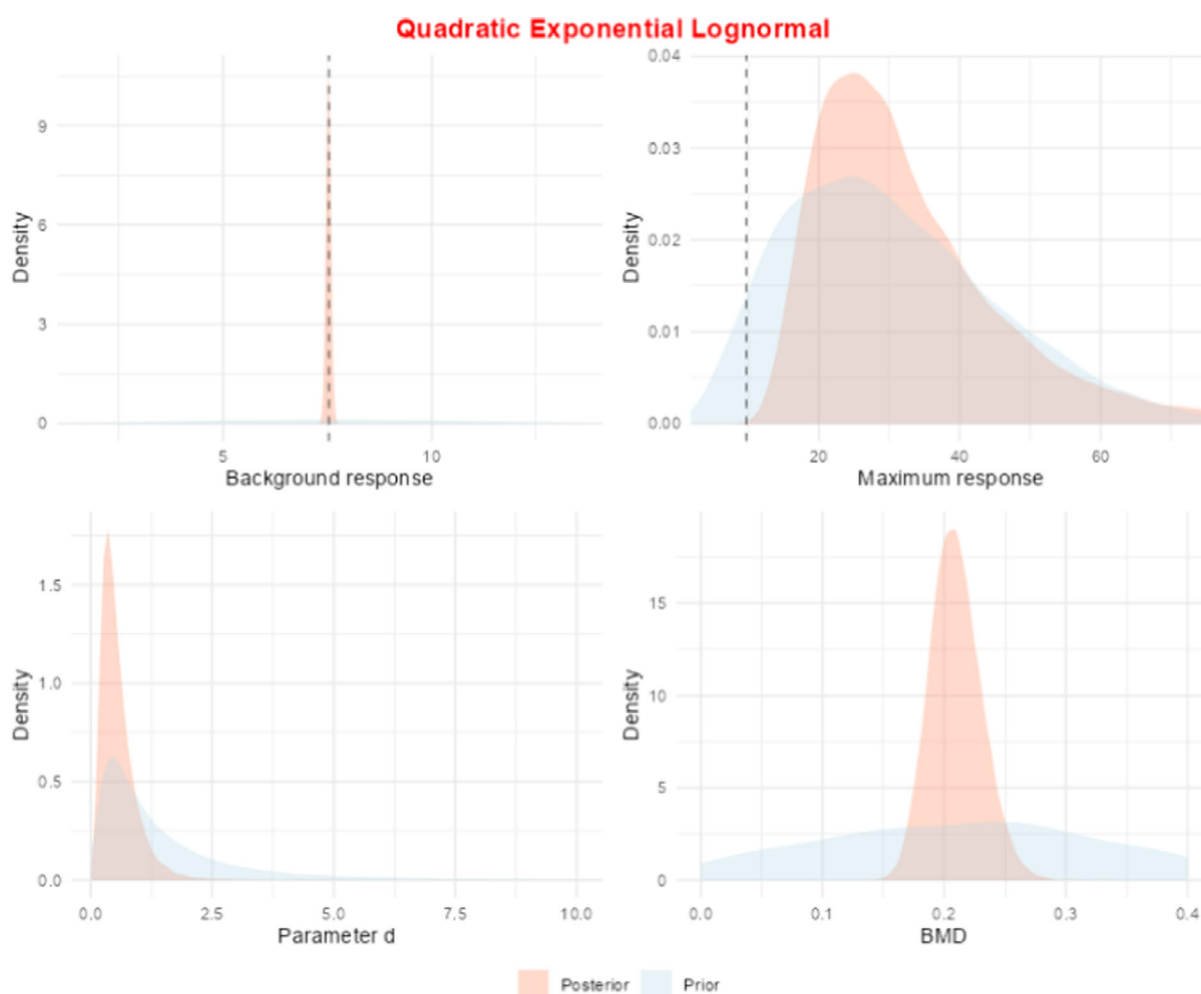 Quadratic Exponential Lognormal
Density
9
6
3
0
5
10
Background response
Density
0.04
0.03
0.02
0.01
0.00
20
40
60
Maximum response
Density
1.5
1.0
0.5
0.0
0.0
2.5
5.0
7.5
10.0
Parameter d
Density
15
10
5
0
0.0
0.1
0.2
0.3
0.4
BMD
Posterior
Prior